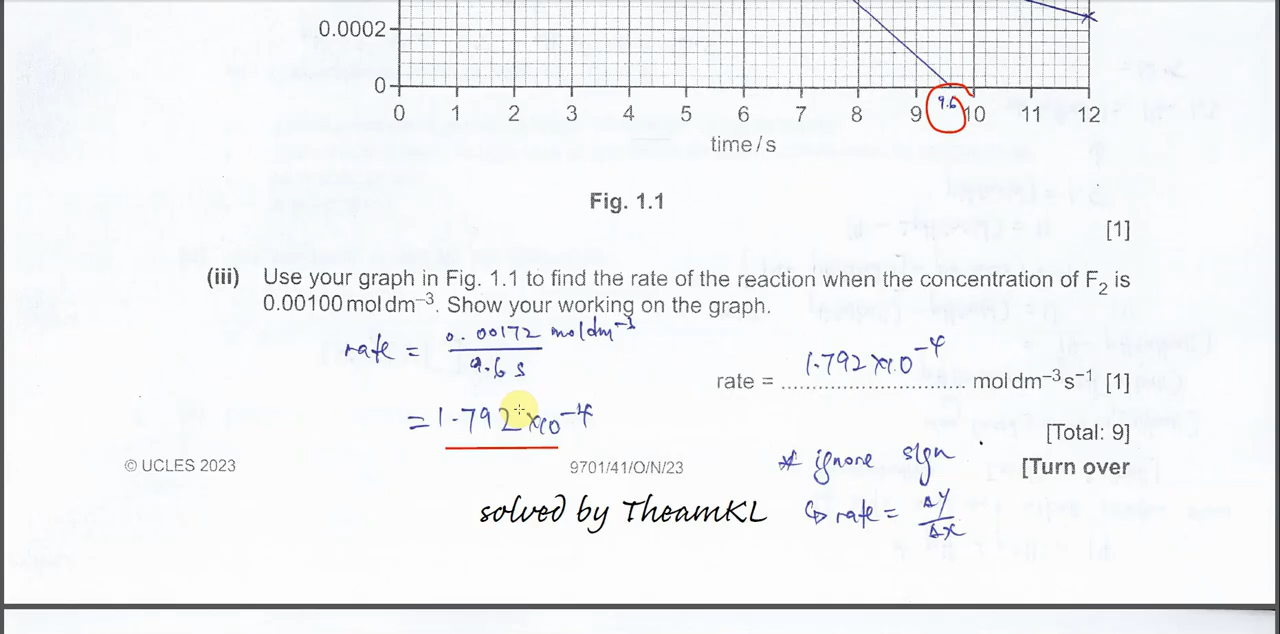 0.0002
0
0 1 2 3 4 5 6 7 8 9 9.6 10 11 12
time / s
Fig. 1.1
[1]
(iii) Use your graph in Fig. 1.1 to find the rate of the reaction when the concentration of F₂ is
0.00100 mol dm⁻³. Show your working on the graph.
rate = 0.00172 mol dm⁻³ / 9.6 s
= 1.792 × 10⁻⁴
rate = 1.792 × 10⁻⁴ mol dm⁻³ s⁻¹ [1]
[Total: 9]
© UCLES 2023
9701/41/O/N/23
[Turn over
* ignore sign
↳ rate = ΔY / Δx
solved by TheamKL